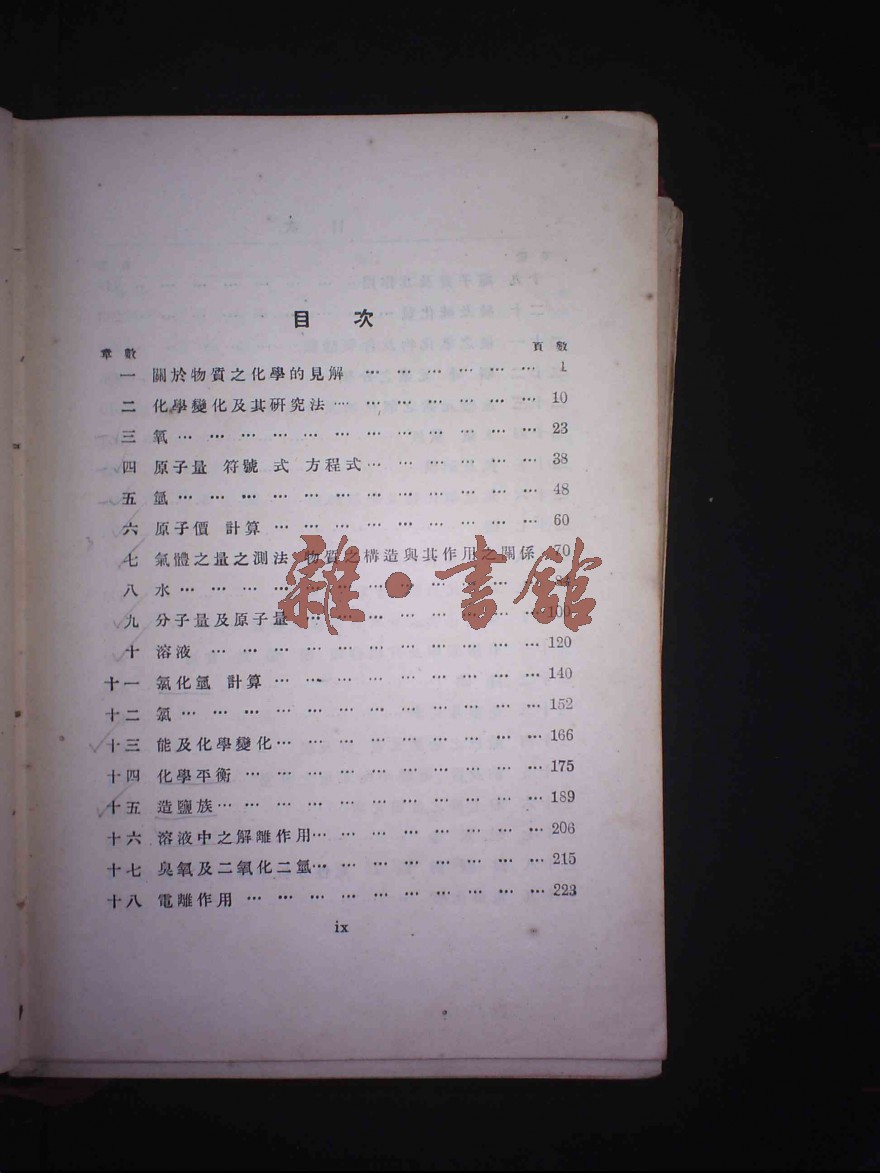 目 次
章數 頁數
一 關於物質之化學的見解 … … … … … … 1
二 化學變化及其研究法 … … … … … … … 10
三 氧 … … … … … … … … … … … … 23
四 原子量 符號 式 方程式 … … … … … … 38
五 氫 … … … … … … … … … … … … 48
六 原子價 計算 … … … … … … … … … 60
七 氣體之量之測法 物質之構造與其作用之關係 70
八 水 … … … … … … … … … … … … 84
九 分子量及原子量 … … … … … … … … 100
十 溶液 … … … … … … … … … … … 120
十一 氯化氫 計算 … … … … … … … … … 140
十二 氯 … … … … … … … … … … … … 152
十三 能及化學變化 … … … … … … … … … 166
十四 化學平衡 … … … … … … … … … … 175
十五 造鹽族 … … … … … … … … … … … 189
十六 溶液中之解離作用 … … … … … … … … 206
十七 臭氧及二氧化二氫 … … … … … … … … 215
十八 電離作用 … … … … … … … … … … 223
ix
雜·書館